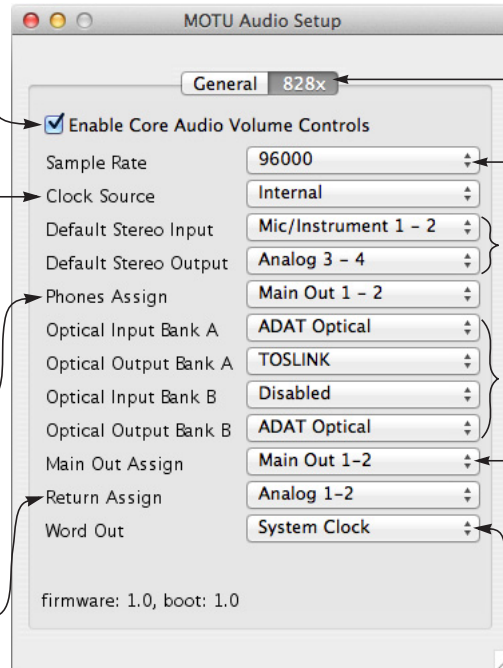 MOTU Audio Setup
General 828x
Enable Core Audio Volume Controls
Sample Rate 96000
Clock Source Internal
Default Stereo Input Mic/Instrument 1 – 2
Default Stereo Output Analog 3 – 4
Phones Assign Main Out 1 – 2
Optical Input Bank A ADAT Optical
Optical Output Bank A TOSLINK
Optical Input Bank B Disabled
Optical Output Bank B ADAT Optical
Main Out Assign Main Out 1-2
Return Assign Analog 1-2
Word Out System Clock
firmware: 1.0, boot: 1.0